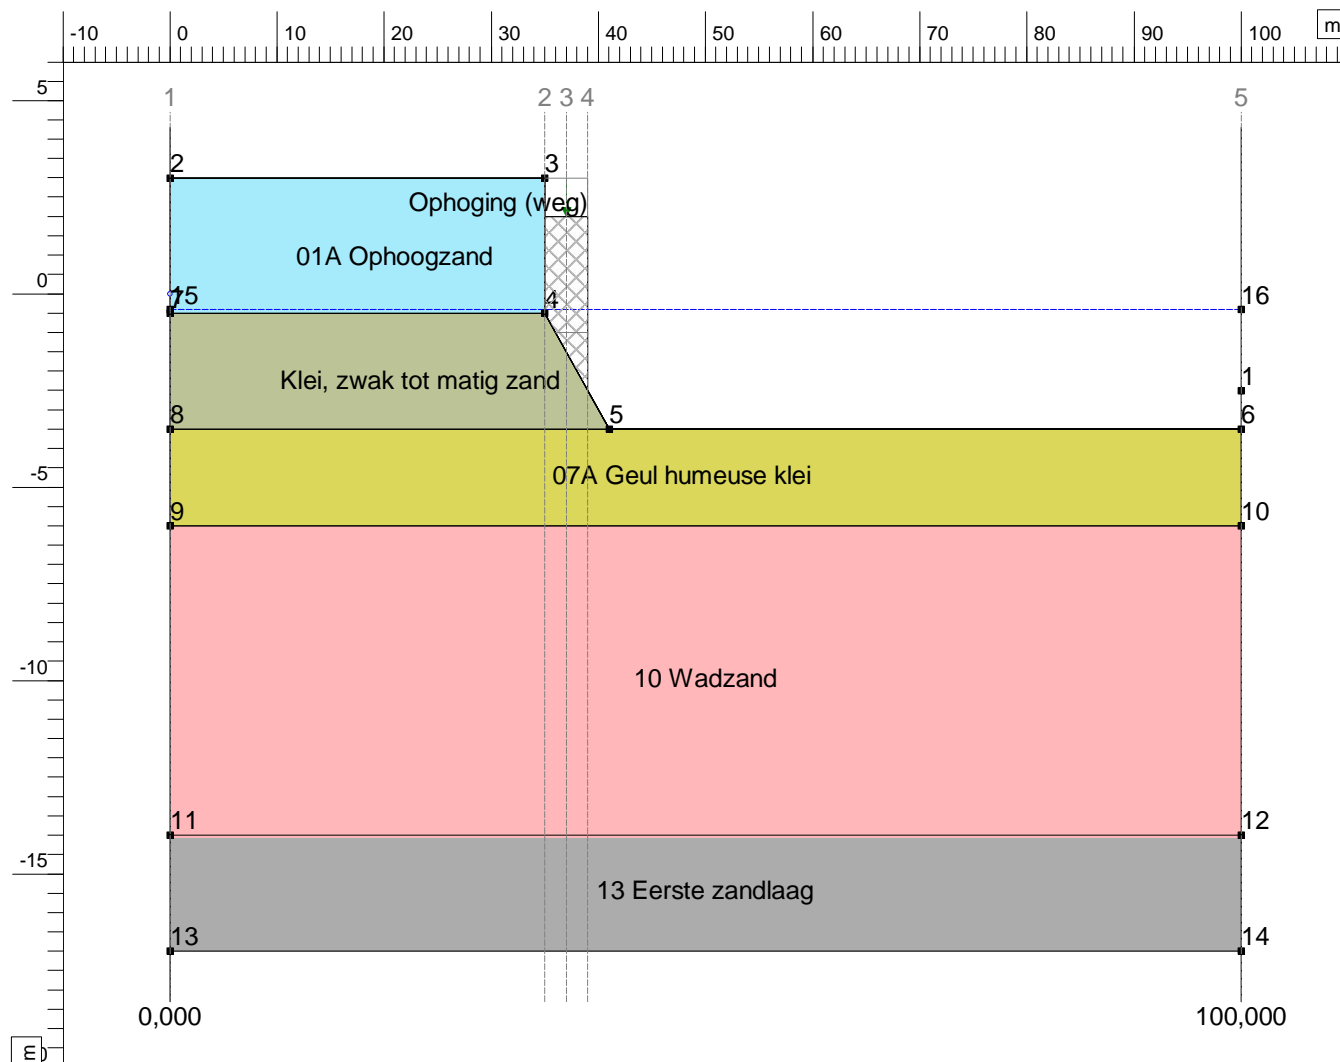 -10 0 10 20 30 40 50 60 70 80 90 100 m
5
1 2 3 4 5
2 3
Ophoging (weg)
01A Ophoogzand
0
15 4 16
7
Klei, zwak tot matig zand
1
8 5 6
-5
07A Geul humeuse klei
9 10
10 Wadzand
-10
11 12
-15
13 Eerste zandlaag
13 14
0,000 100,000
m